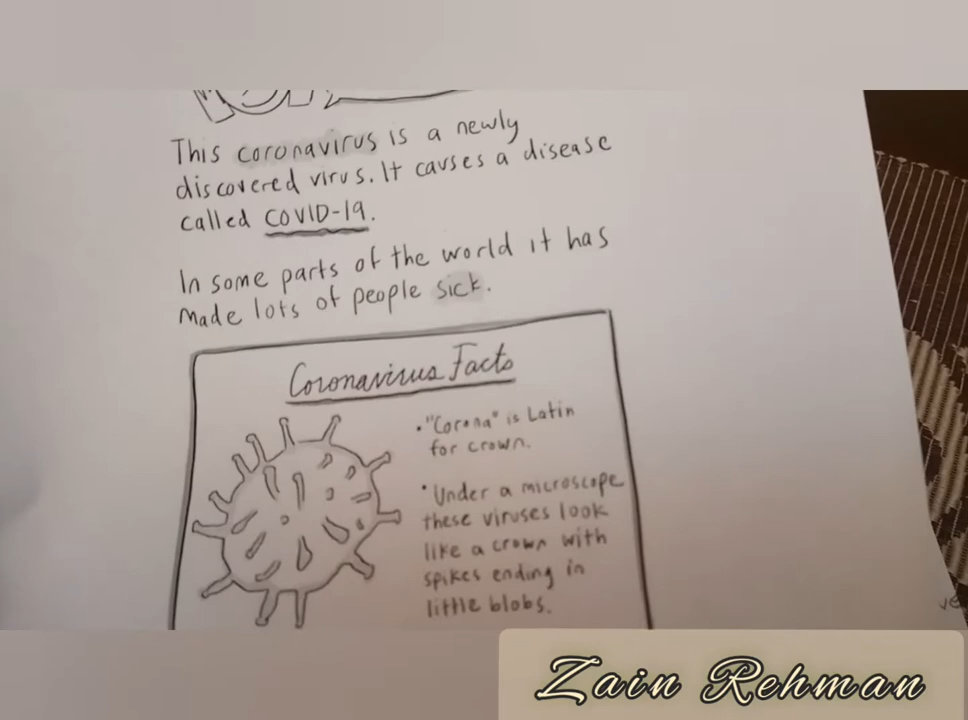 This coronavirus is a newly
discovered virus. It causes a disease
called COVID-19.
In some parts of the world it has
made lots of people sick.
Coronavirus Facts
• "Corona" is Latin
for crown.
• Under a microscope
these viruses look
like a crown with
spikes ending in
little blobs.
Zain Rehman